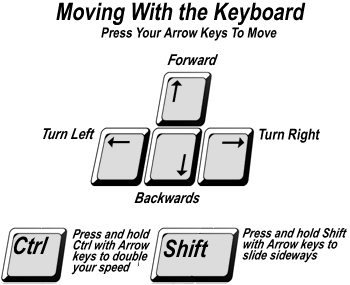 Moving With the Keyboard
Press Your Arrow Keys To Move
Forward
Turn Left
Turn Right
Backwards
Ctrl
Press and hold
Ctrl with Arrow
keys to double
your speed
Shift
Press and hold Shift
with Arrow keys to
slide sideways